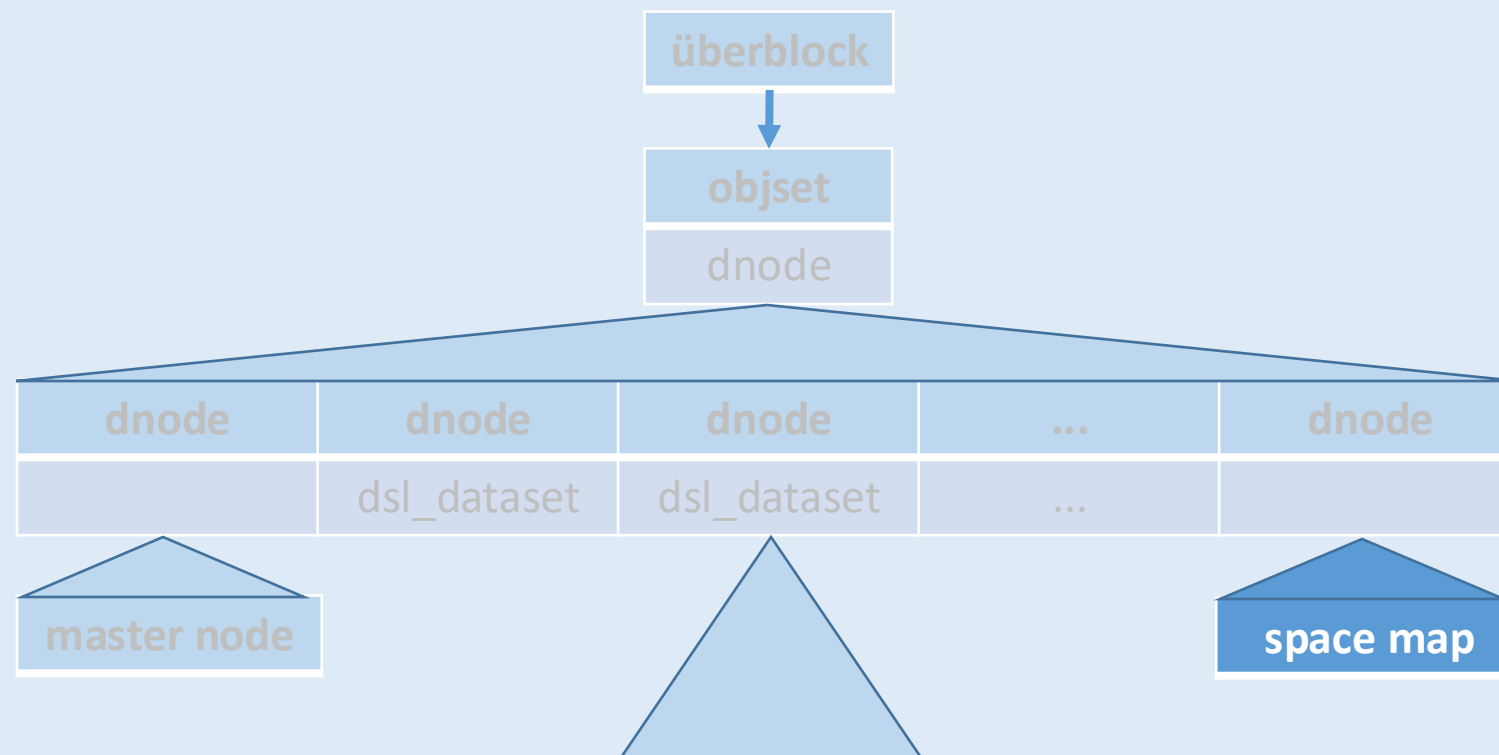 überblock
objset
dnode
dnode dnode dnode ... dnode
dsl_dataset dsl_dataset ...
master node
space map